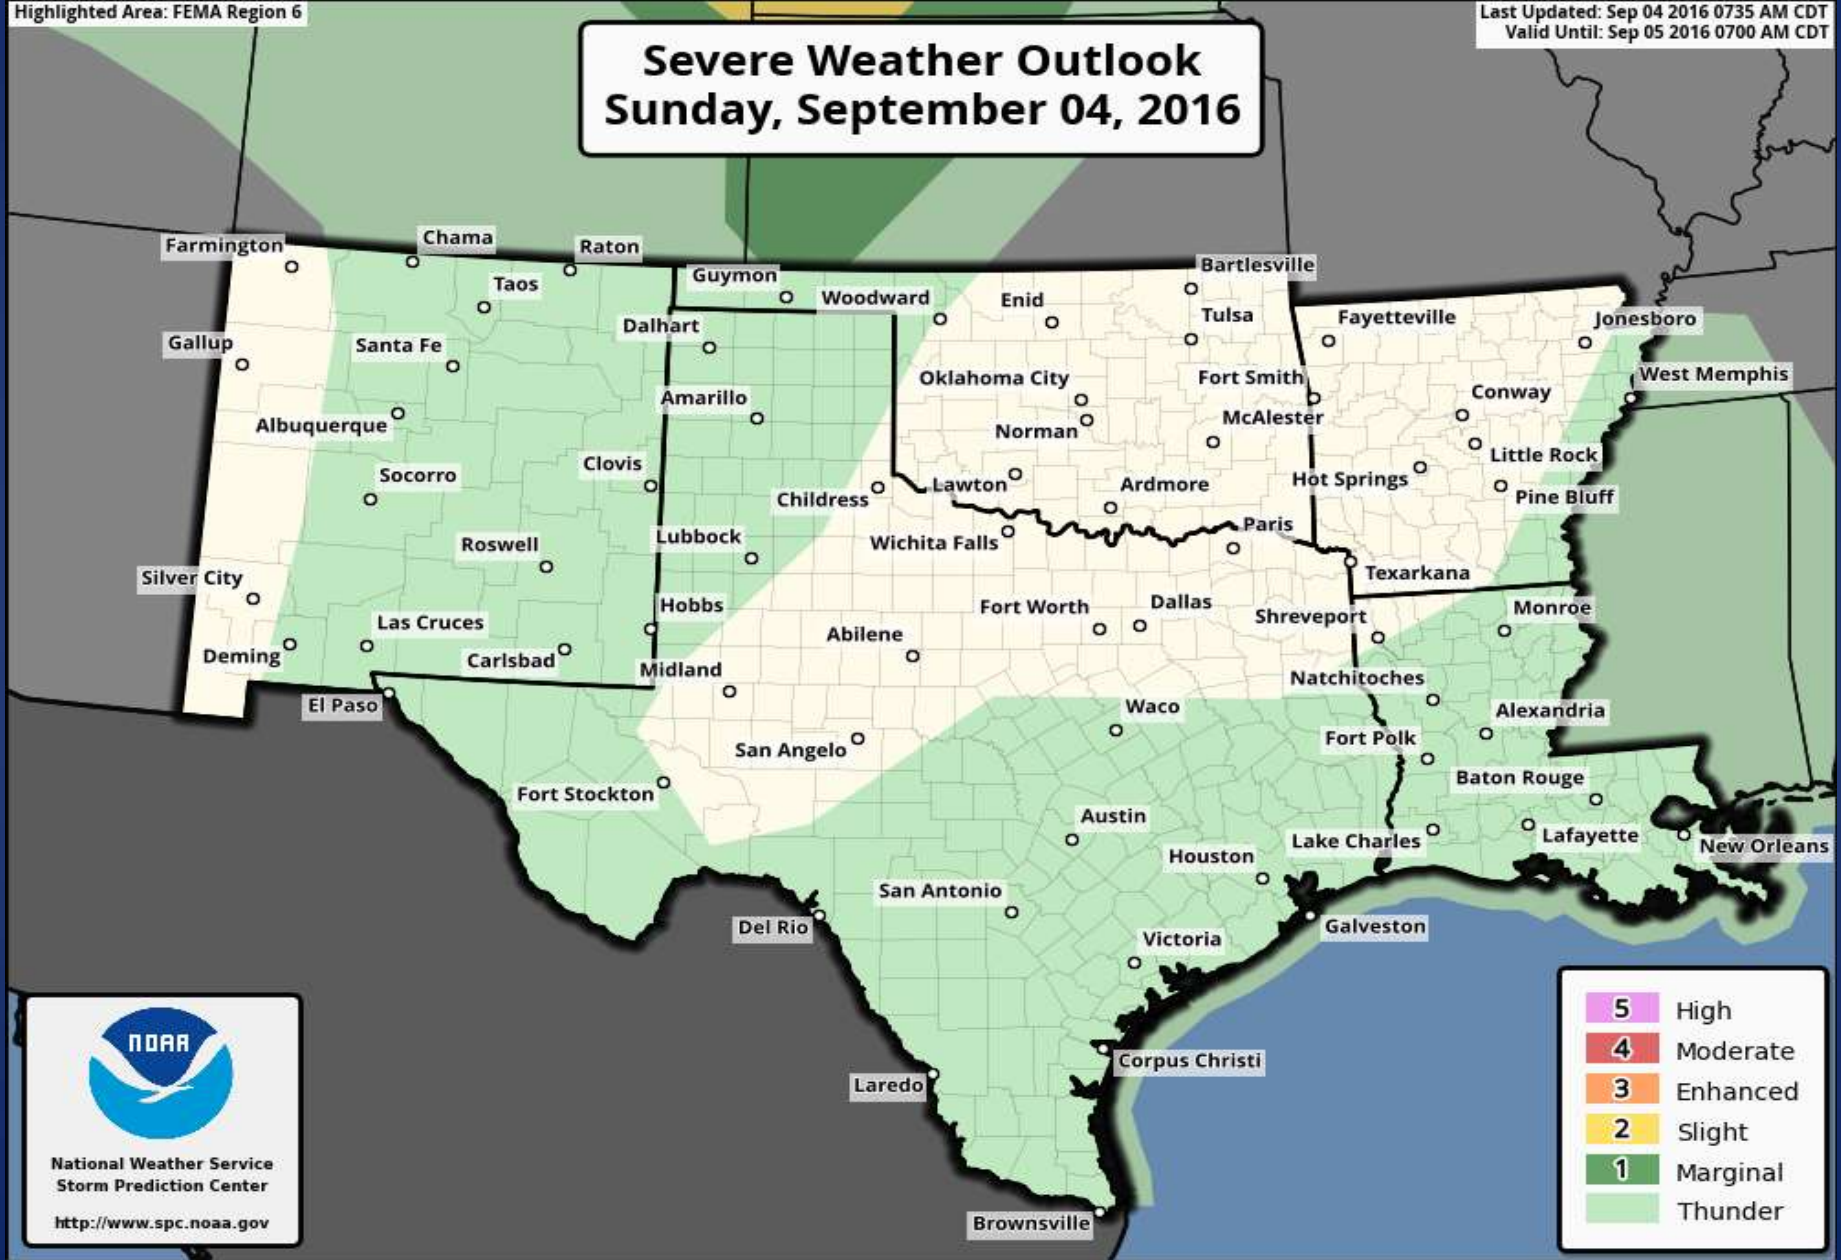 Highlighted Area: FEMA Region 6
Last Updated: Sep 04 2016 0735 AM CDT
Valid Until: Sep 05 2016 0700 AM CDT
Severe Weather Outlook
Sunday, September 04, 2016
Farmington
Chama
Raton
Taos
Guymon
Woodward
Enid
Bartlesville
Tulsa
Fayetteville
Jonesboro
Gallup
Santa Fe
Dalhart
Amarillo
Oklahoma City
Fort Smith
Conway
West Memphis
Albuquerque
Norman
McAlester
Little Rock
Socorro
Clovis
Childress
Lawton
Ardmore
Hot Springs
Pine Bluff
Roswell
Lubbock
Wichita Falls
Paris
Texarkana
Silver City
Hobbs
Fort Worth
Dallas
Shreveport
Monroe
Las Cruces
Abilene
Deming
Carlsbad
Midland
Natchitoches
El Paso
Waco
Alexandria
San Angelo
Fort Polk
Fort Stockton
Baton Rouge
Austin
Lake Charles
Lafayette
New Orleans
Houston
San Antonio
Del Rio
Victoria
Galveston
Corpus Christi
Laredo
Brownsville
NOAA
National Weather Service
Storm Prediction Center
http://www.spc.noaa.gov
5 High
4 Moderate
3 Enhanced
2 Slight
1 Marginal
Thunder